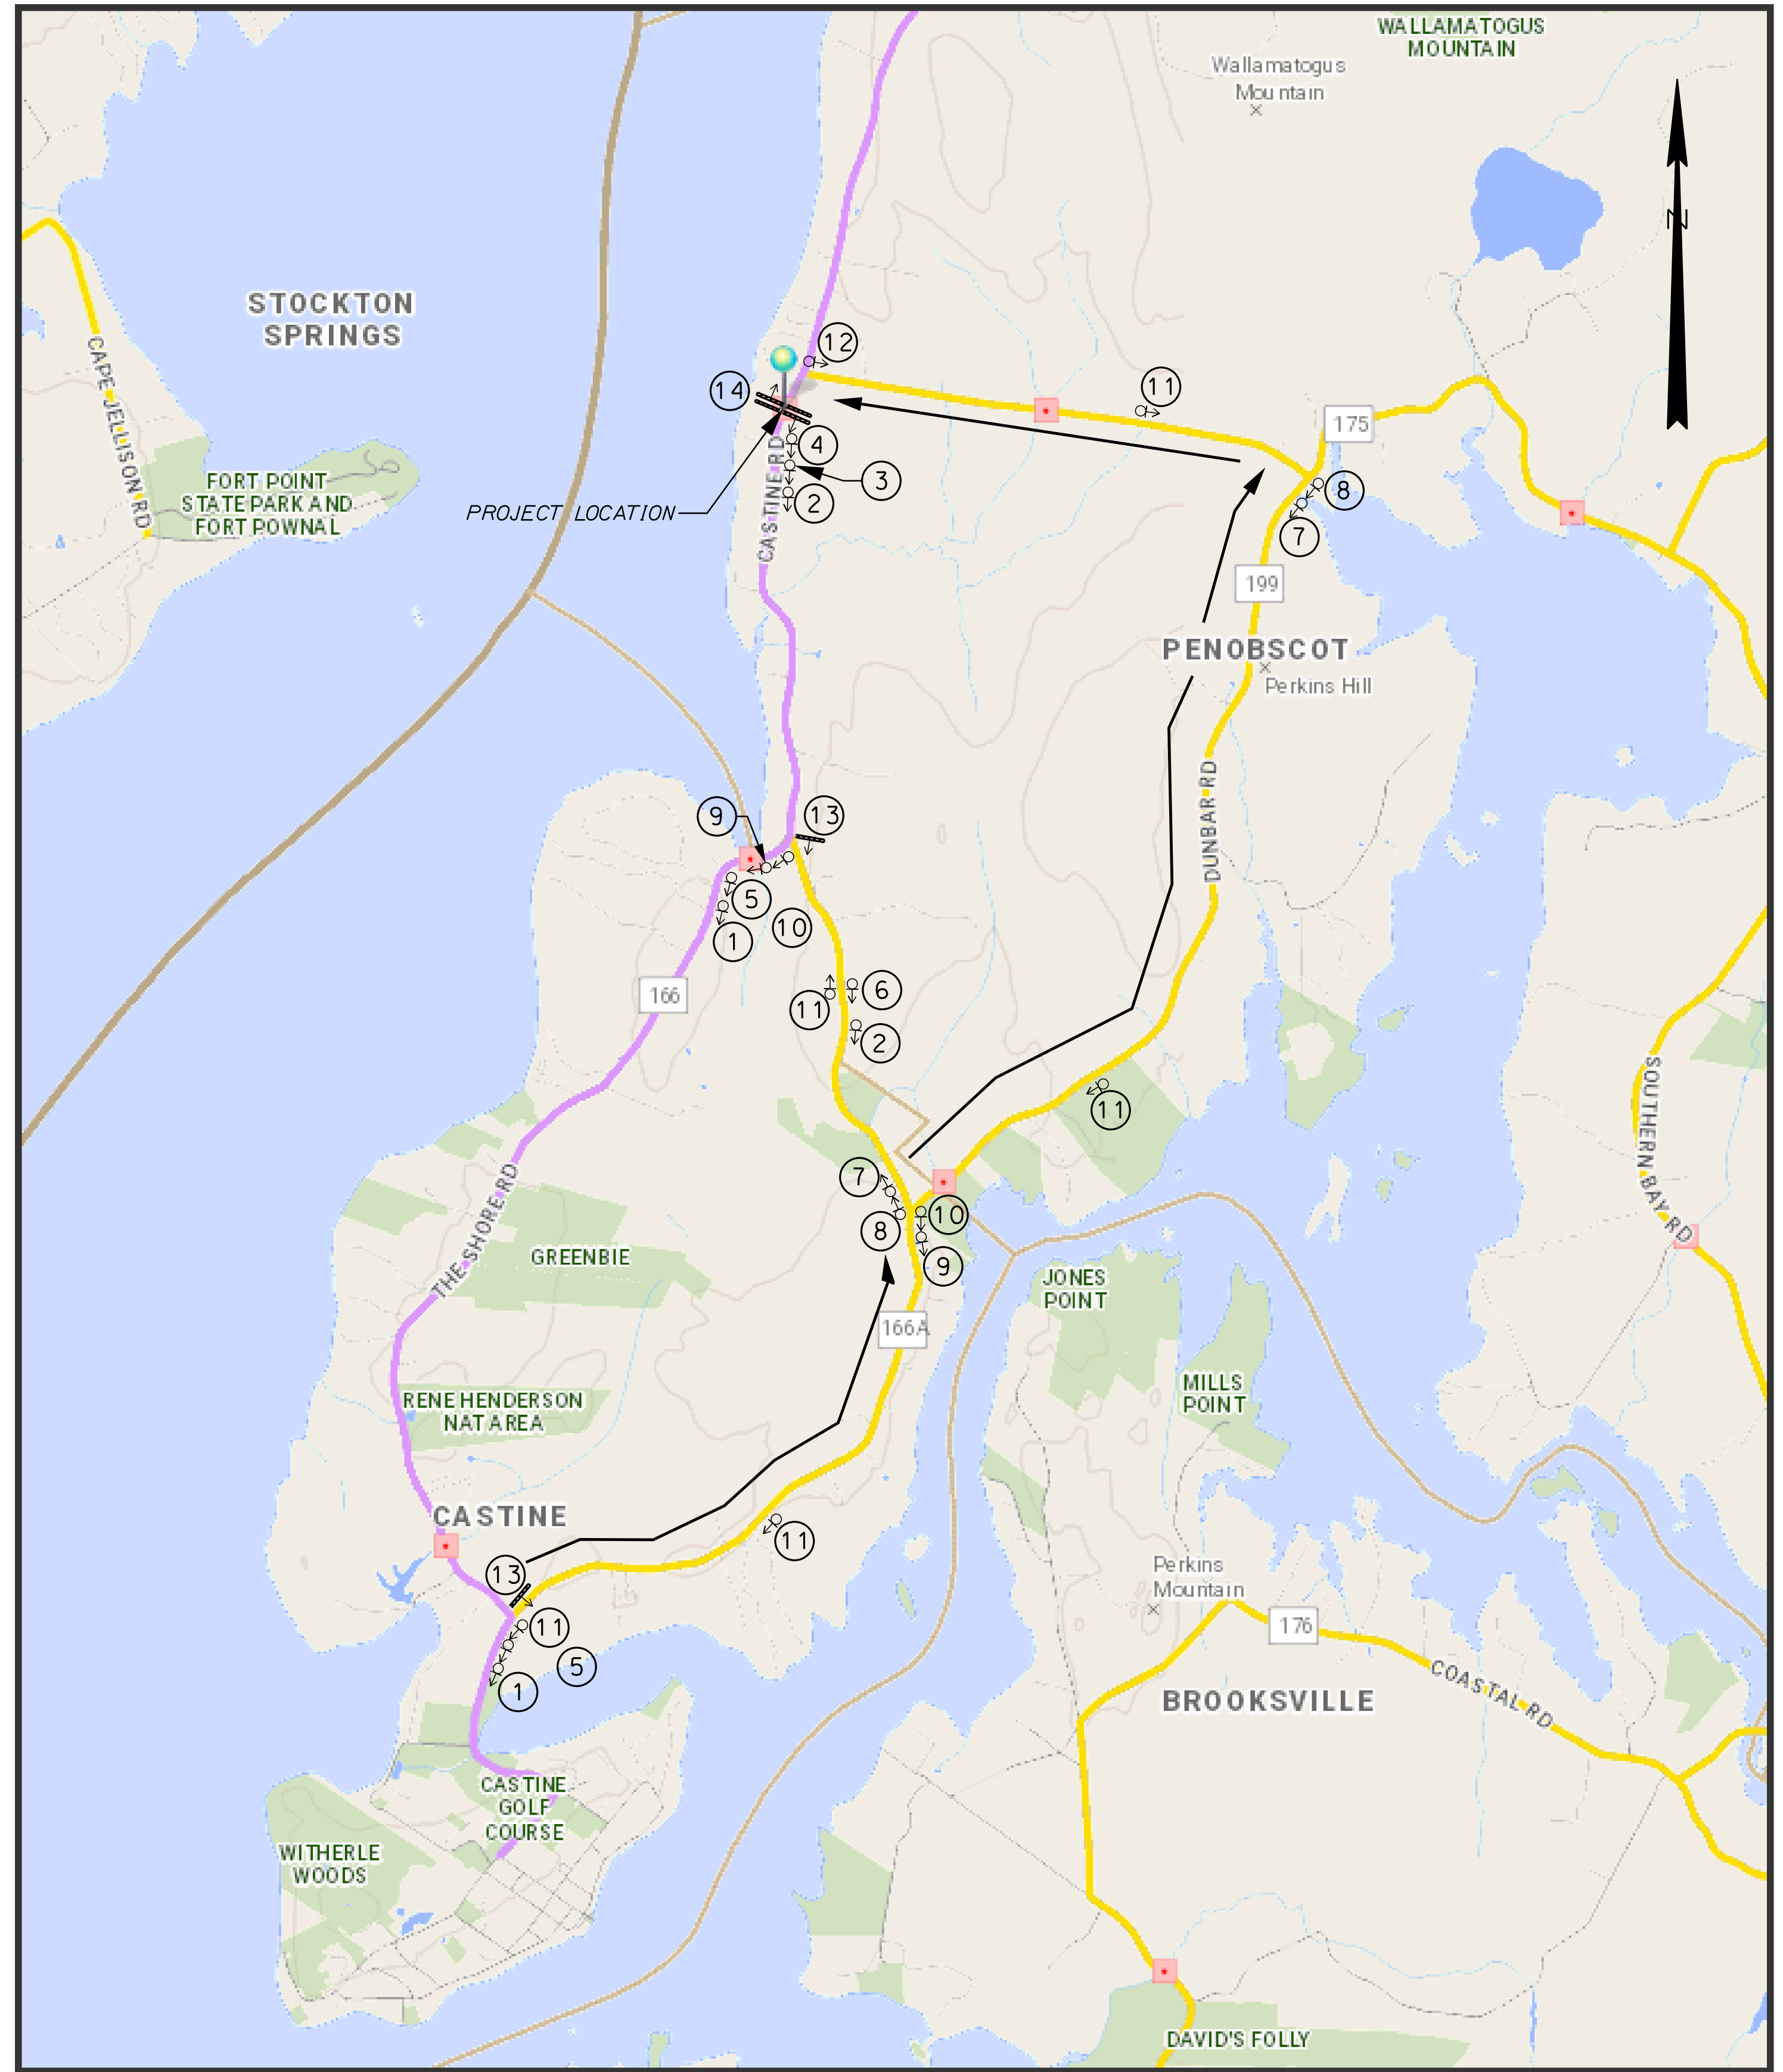 WALLAMATOGUS
MOUNTAIN
Wallamatogus
Mountain
N
STOCKTON
SPRINGS
CAPE JELLISON RD
12
14
11
175
4
3
2
CASTINE RD
PROJECT LOCATION
FORT POINT
STATE PARK AND
FORT POWNAL
8
7
199
PENOBSCOT
Perkins Hill
DUNBAR RD
9
13
5
10
1
166
6
11
2
11
SOUTHERN BAY RD
7
10
8
9
THE SHORE RD
GREENBIE
JONES
POINT
166A
MILLS
POINT
RENE HENDERSON
NAT AREA
CASTINE
11
13
Perkins
Mountain
11
5
1
176
COASTAL RD
BROOKSVILLE
CASTINE
GOLF
COURSE
WITHERLE
WOODS
DAVID'S FOLLY